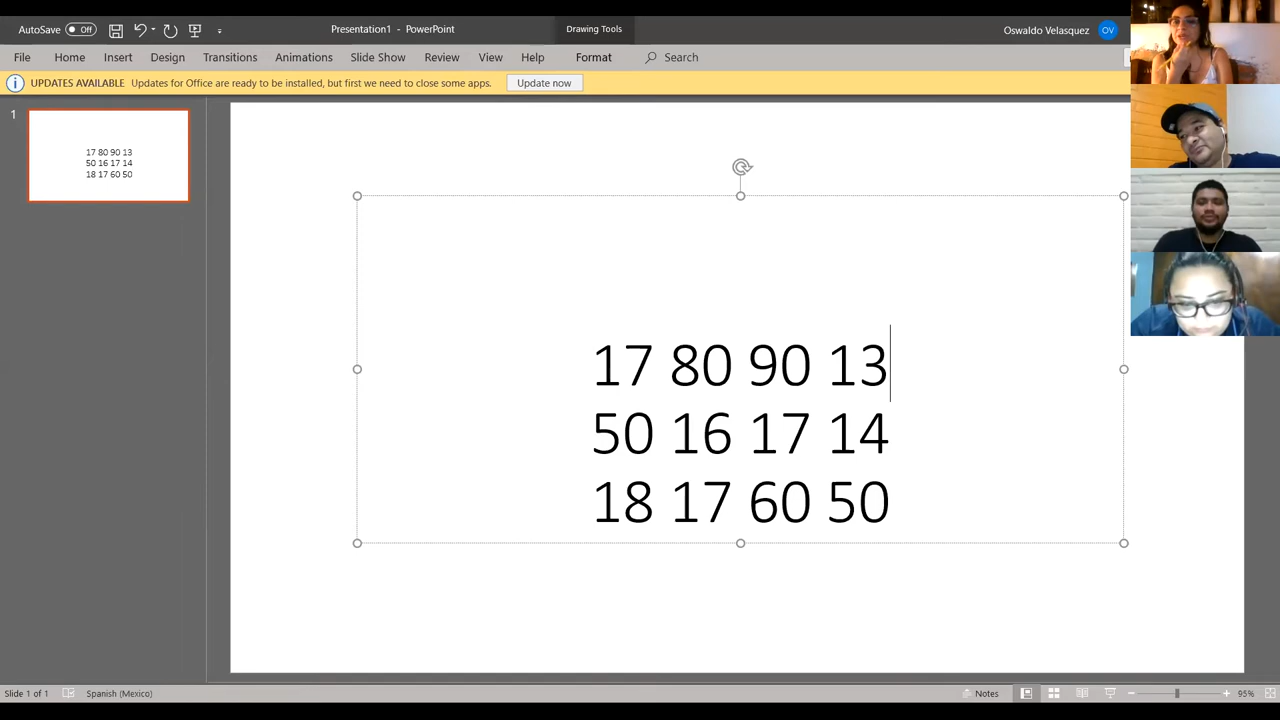 AutoSave Off Presentation1 - PowerPoint Drawing Tools Oswaldo Velasquez OV
File Home Insert Design Transitions Animations Slide Show Review View Help Format Search
UPDATES AVAILABLE Updates for Office are ready to be installed, but first we need to close some apps. Update now
1
17 80 90 13
50 16 17 14
18 17 60 50
17 80 90 13
50 16 17 14
18 17 60 50
Slide 1 of 1 Spanish (Mexico) Notes 95%